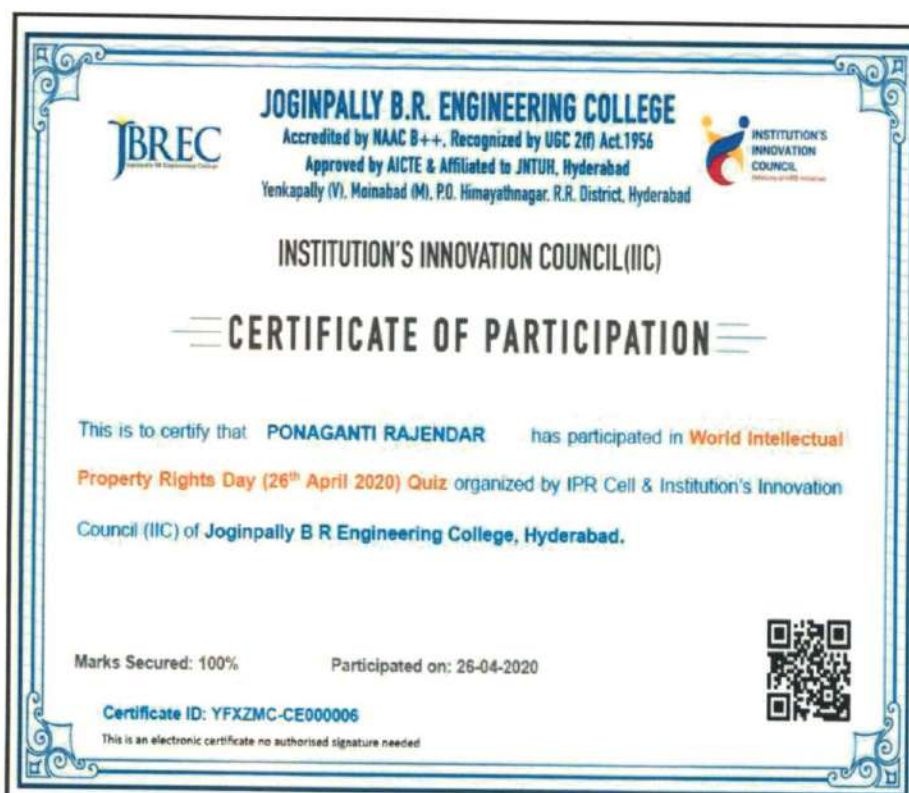 JBREC
JOGINPALLY B.R. ENGINEERING COLLEGE
Accredited by NAAC B++, Recognized by UGC 2(f) Act.1956
Approved by AICTE & Affiliated to JNTUH, Hyderabad
Yenkapally (V), Moinabad (M), P.O. Himayathnagar, R.R. District, Hyderabad
INSTITUTION'S
INNOVATION
COUNCIL
INSTITUTION'S INNOVATION COUNCIL(IIC)
CERTIFICATE OF PARTICIPATION
This is to certify that PONAGANTI RAJENDAR has participated in World Intellectual
Property Rights Day (26th April 2020) Quiz organized by IPR Cell & Institution's Innovation
Council (IIC) of Joginpally B R Engineering College, Hyderabad.
Marks Secured: 100% Participated on: 26-04-2020
Certificate ID: YFXZMC-CE000006
This is an electronic certificate no authorised signature needed